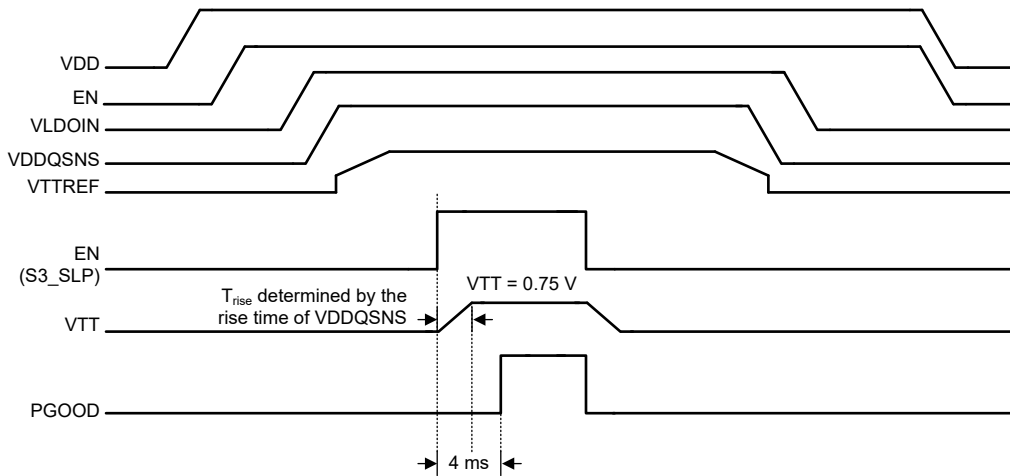 VDD
EN
VLDOIN
VDDQSNS
VTTREF
EN
(S3_SLP)
VTT = 0.75 V
Trise determined by the
rise time of VDDQSNS
VTT
PGOOD
4 ms